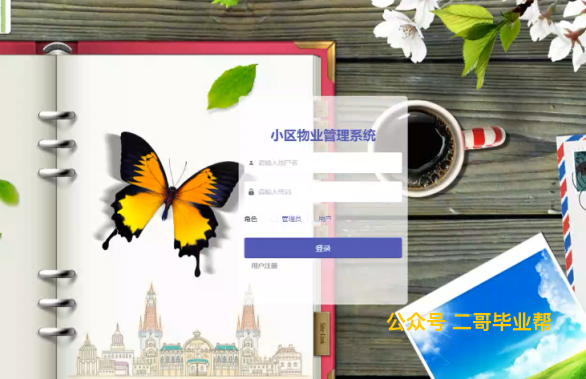 小区物业管理系统
请输入用户名
请输入密码
角色 管理员 用户
登录
用户注册
公众号 二哥毕业帮